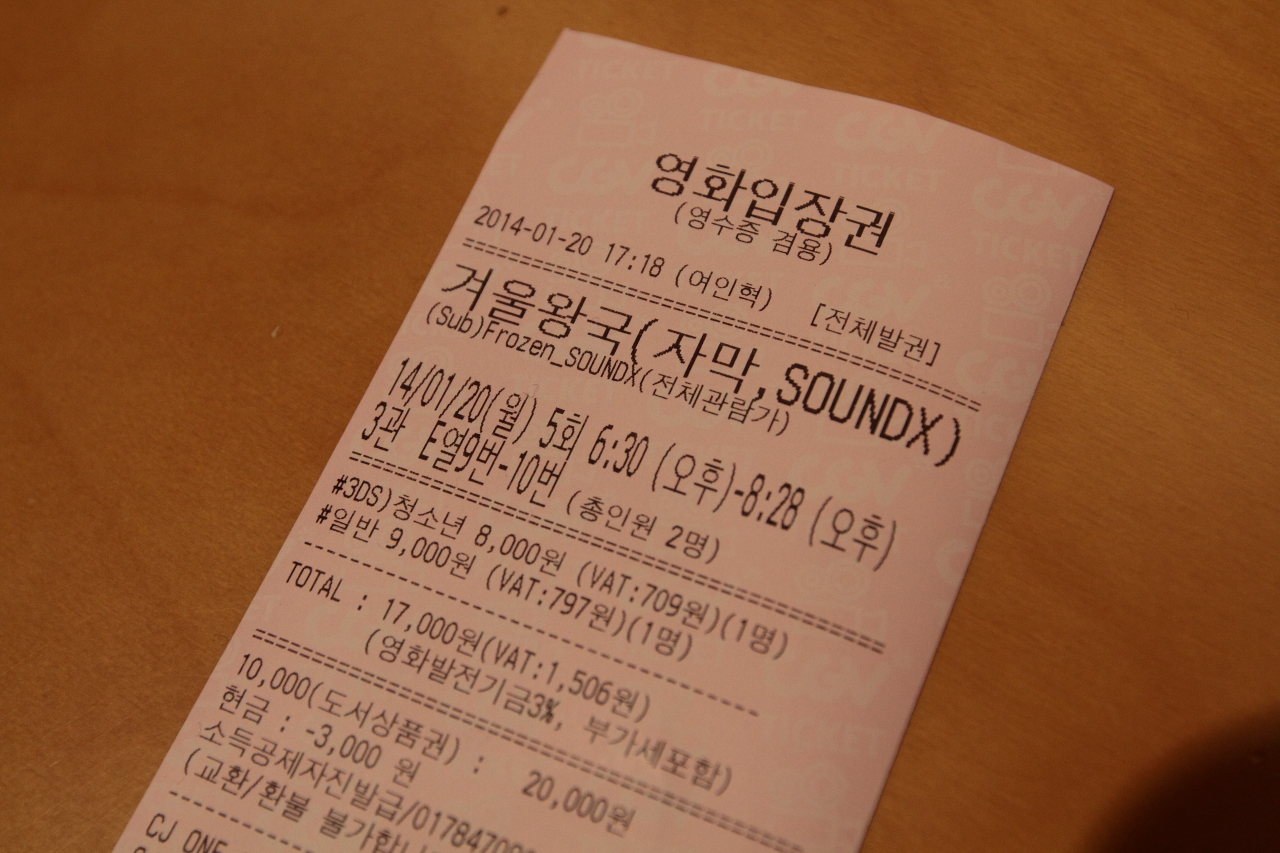 영화입장권
(영수증 겸용)
2014-01-20 17:18 (여인혁) [전체발권]
겨울왕국(자막,SOUNDX)
(Sub)Frozen_SOUNDX(전체관람가)
14/01/20(월) 5회 6:30 (오후)-8:28 (오후)
3관 E열9번-10번 (총인원 2명)
#3DS)청소년 8,000원 (VAT:709원)(1명)
#일반 9,000원 (VAT:797원)(1명)
TOTAL : 17,000원(VAT:1,506원)
(영화발전기금3%, 부가세포함)
10,000(도서상품권) : 20,000원
현금 : -3,000 원
소득공제자진발급/0178470
(교환/환불 불가합니
CJ ONE